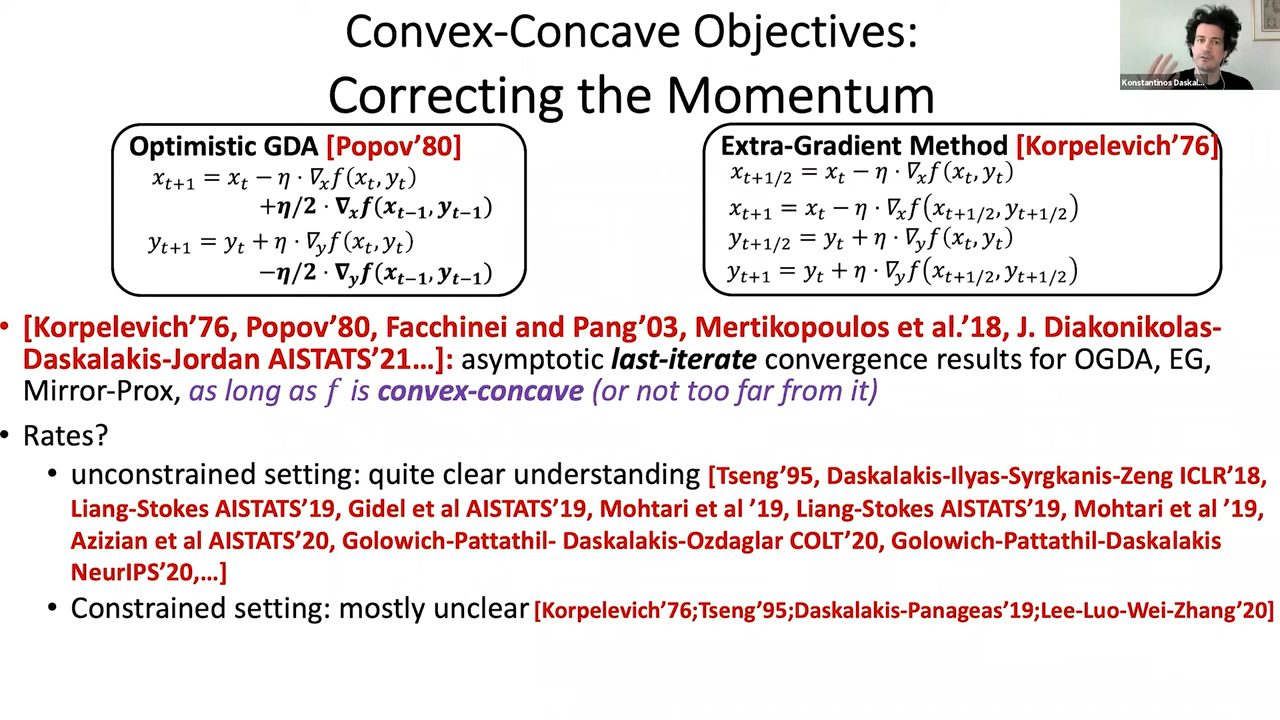 Convex-Concave Objectives:
Correcting the Momentum
Konstantinos Daskal...
Optimistic GDA [Popov’80]
x_{t+1} = x_t − η · ∇_x f(x_t, y_t)
+η/2 · ∇_x f(x_{t−1}, y_{t−1})
y_{t+1} = y_t + η · ∇_y f(x_t, y_t)
−η/2 · ∇_y f(x_{t−1}, y_{t−1})
Extra-Gradient Method [Korpelevich’76]
x_{t+1/2} = x_t − η · ∇_x f(x_t, y_t)
x_{t+1} = x_t − η · ∇_x f(x_{t+1/2}, y_{t+1/2})
y_{t+1/2} = y_t + η · ∇_y f(x_t, y_t)
y_{t+1} = y_t + η · ∇_y f(x_{t+1/2}, y_{t+1/2})
• [Korpelevich’76, Popov’80, Facchinei and Pang’03, Mertikopoulos et al.’18, J. Diakonikolas-
Daskalakis-Jordan AISTATS’21…]: asymptotic last-iterate convergence results for OGDA, EG,
Mirror-Prox, as long as f is convex-concave (or not too far from it)
• Rates?
• unconstrained setting: quite clear understanding [Tseng’95, Daskalakis-Ilyas-Syrgkanis-Zeng ICLR’18,
Liang-Stokes AISTATS’19, Gidel et al AISTATS’19, Mohtari et al ’19, Liang-Stokes AISTATS’19, Mohtari et al ’19,
Azizian et al AISTATS’20, Golowich-Pattathil- Daskalakis-Ozdaglar COLT’20, Golowich-Pattathil-Daskalakis
NeurIPS’20,…]
• Constrained setting: mostly unclear [Korpelevich’76;Tseng’95;Daskalakis-Panageas’19;Lee-Luo-Wei-Zhang’20]